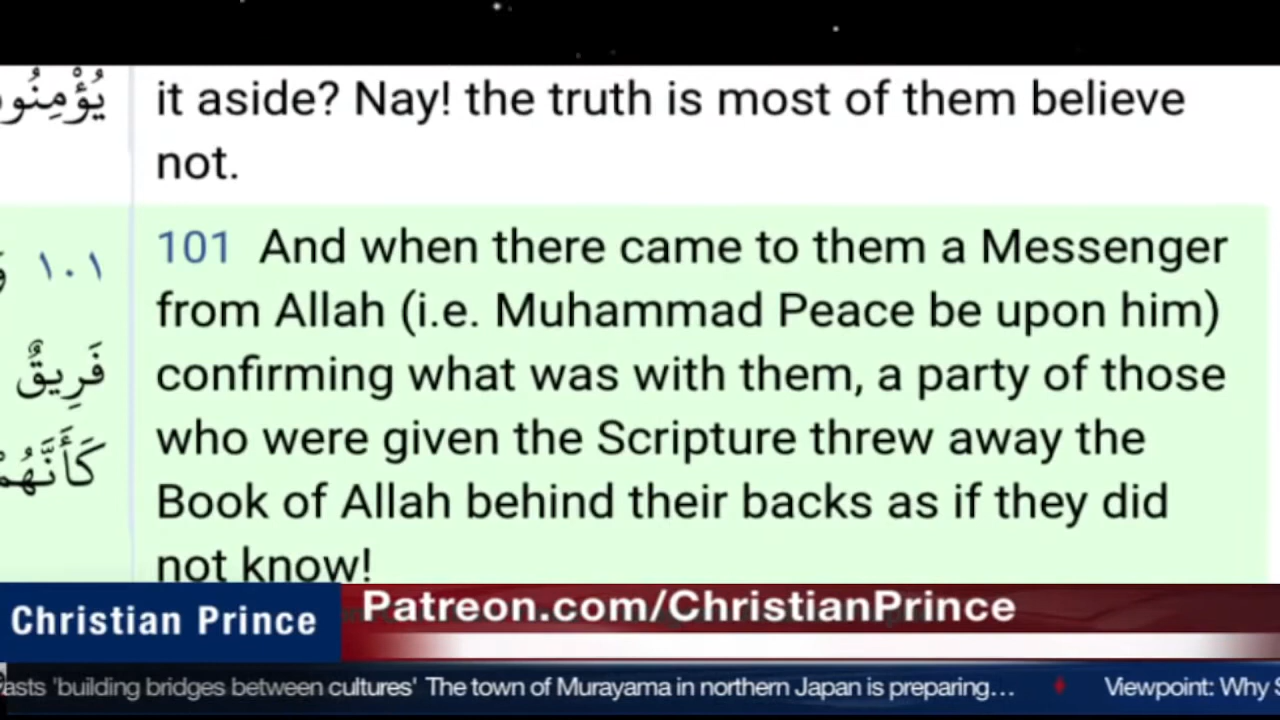 يُؤْمِنُو it aside? Nay! the truth is most of them believe
not.
١٠١ 101 And when there came to them a Messenger
from Allah (i.e. Muhammad Peace be upon him)
فَرِيقٌ confirming what was with them, a party of those
who were given the Scripture threw away the
كَأَنَّهُمْ Book of Allah behind their backs as if they did
not know!
Christian Prince
Patreon.com/ChristianPrince
asts 'building bridges between cultures' The town of Murayama in northern Japan is preparing... Viewpoint: Why S